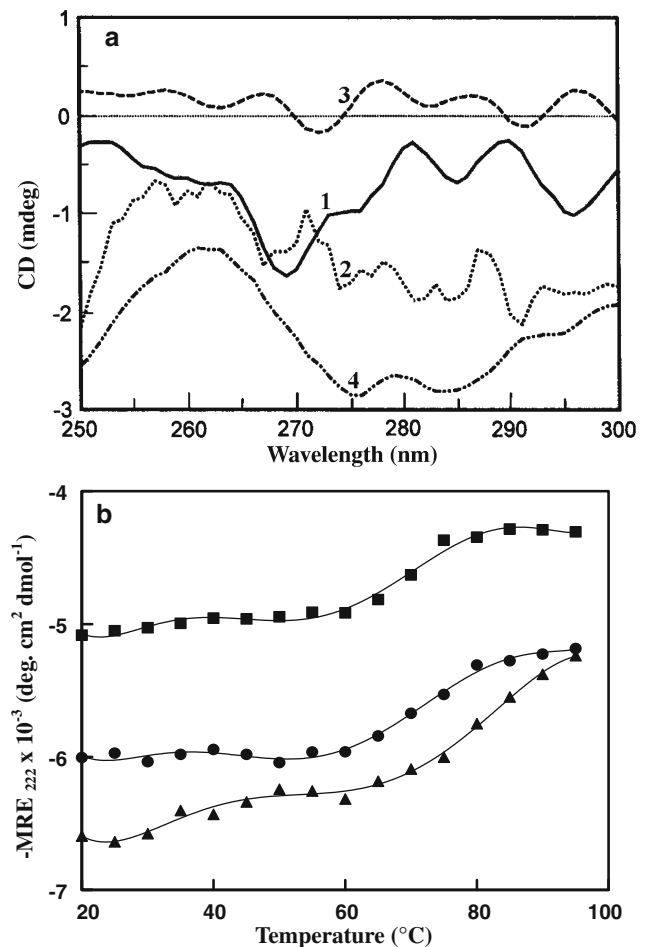 a
1
0
-1
-2
-3
CD (mdeg)
3
1
2
4
250 260 270 280 290 300
Wavelength (nm)
b
-4
-5
-6
-7
-MRE 222 x 10-3 (deg. cm2 dmol-1)
20 40 60 80 100
Temperature (°C)